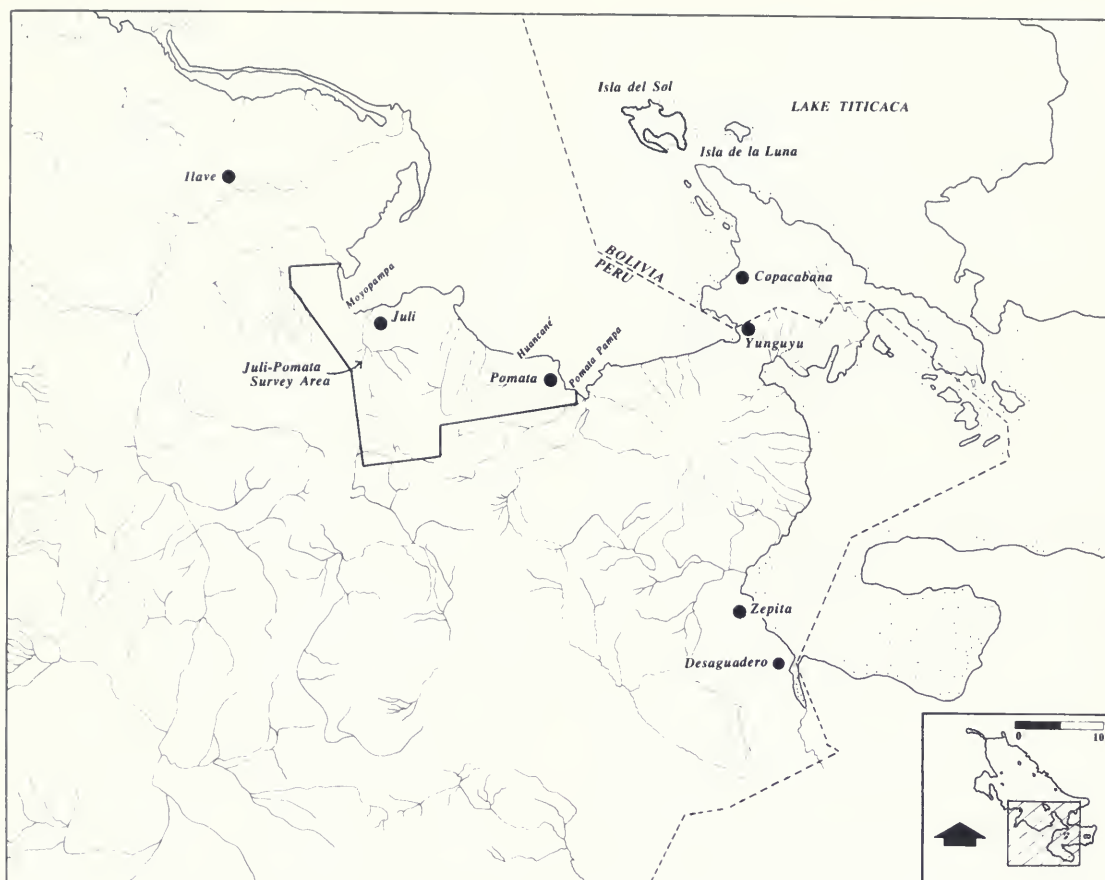 Isla del Sol
LAKE TITICACA
Isla de la Luna
Ilave
BOLIVIA
PERU
Moyopampa
Copacabana
Juli
Yunguyu
Huancané
Pomata Pampa
Juli-Pomata
Survey Area
Pomata
Zepita
Desaguadero
0
10